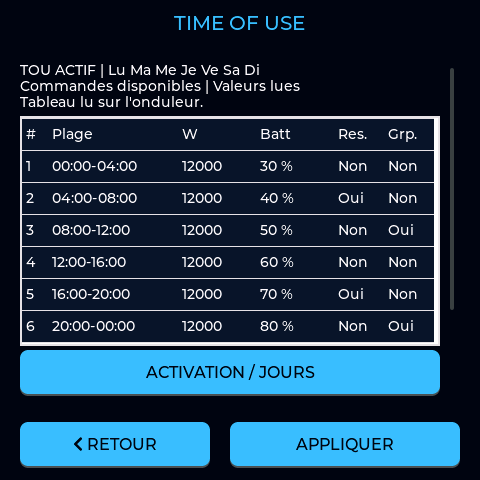 TIME OF USE
TOU ACTIF | Lu Ma Me Je Ve Sa Di
Commandes disponibles | Valeurs lues
Tableau lu sur l'onduleur.
# Plage W Batt Res. Grp.
1 00:00-04:00 12000 30 % Non Non
2 04:00-08:00 12000 40 % Oui Non
3 08:00-12:00 12000 50 % Non Oui
4 12:00-16:00 12000 60 % Non Non
5 16:00-20:00 12000 70 % Oui Non
6 20:00-00:00 12000 80 % Non Oui
ACTIVATION / JOURS
RETOUR APPLIQUER